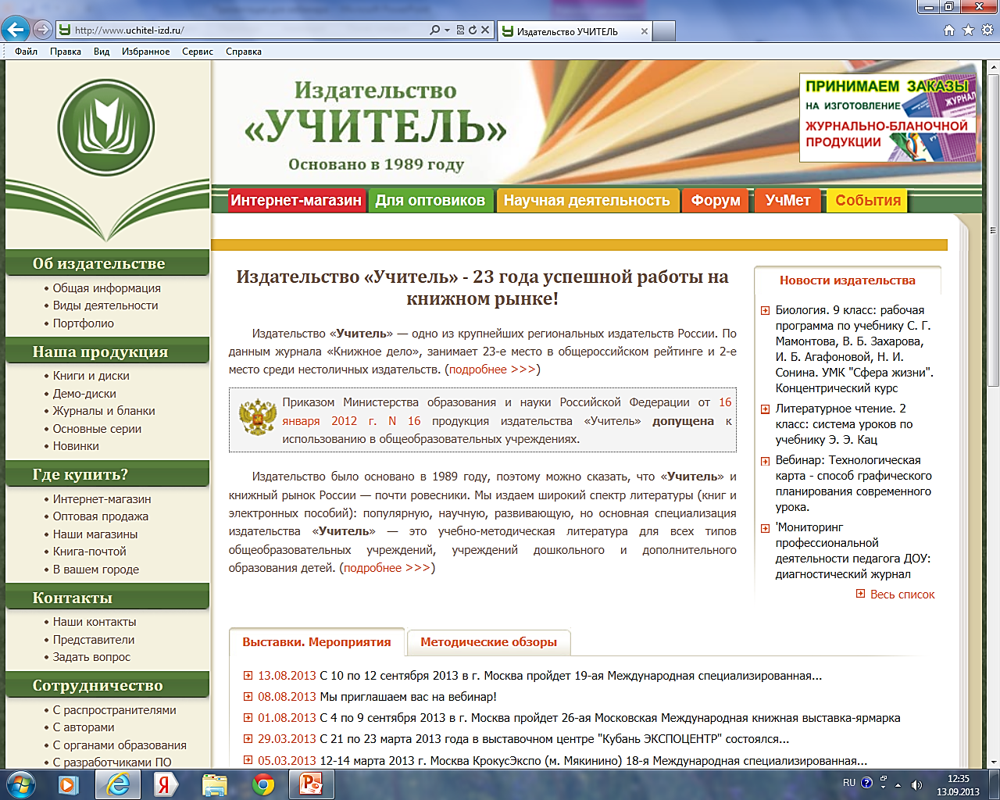 http://www.uchitel-izd.ru/
Издательство УЧИТЕЛЬ
Файл Правка Вид Избранное Сервис Справка
Издательство
«УЧИТЕЛЬ»
Основано в 1989 году
ПРИНИМАЕМ ЗАКАЗЫ
НА ИЗГОТОВЛЕНИЕ
ЖУРНАЛЬНО-БЛАНОЧНОЙ
ПРОДУКЦИИ
ЖУРНАЛ
Интернет-магазин Для оптовиков Научная деятельность Форум УчМет События
Об издательстве
• Общая информация
• Виды деятельности
• Портфолио
Наша продукция
• Книги и диски
• Демо-диски
• Журналы и бланки
• Основные серии
• Новинки
Где купить?
• Интернет-магазин
• Оптовая продажа
• Наши магазины
• Книга-почтой
• В вашем городе
Контакты
• Наши контакты
• Представители
• Задать вопрос
Сотрудничество
• С распространителями
• С авторами
• С органами образования
• С разработчиками ПО
Издательство «Учитель» - 23 года успешной работы на
книжном рынке!
Издательство «Учитель» — одно из крупнейших региональных издательств России. По
данным журнала «Книжное дело», занимает 23-е место в общероссийском рейтинге и 2-е
место среди нестоличных издательств. (подробнее >>>)
Приказом Министерства образования и науки Российской Федерации от 16
января 2012 г. N 16 продукция издательства «Учитель» допущена к
использованию в общеобразовательных учреждениях.
Издательство было основано в 1989 году, поэтому можно сказать, что «Учитель» и
книжный рынок России — почти ровесники. Мы издаем широкий спектр литературы (книг и
электронных пособий): популярную, научную, развивающую, но основная специализация
издательства «Учитель» — это учебно-методическая литература для всех типов
общеобразовательных учреждений, учреждений дошкольного и дополнительного
образования детей. (подробнее >>>)
Новости издательства
Биология. 9 класс: рабочая
программа по учебнику С. Г.
Мамонтова, В. Б. Захарова,
И. Б. Агафоновой, Н. И.
Сонина. УМК "Сфера жизни".
Концентрический курс
Литературное чтение. 2
класс: система уроков по
учебнику Э. Э. Кац
Вебинар: Технологическая
карта - способ графического
планирования современного
урока.
'Мониторинг
профессиональной
деятельности педагога ДОУ:
диагностический журнал
Весь список
Выставки. Мероприятия Методические обзоры
13.08.2013 С 10 по 12 сентября 2013 в г. Москва пройдет 19-ая Международная специализированная...
08.08.2013 Мы приглашаем вас на вебинар!
01.08.2013 С 4 по 9 сентября 2013 в г. Москва пройдет 26-ая Московская Международная книжная выставка-ярмарка
29.03.2013 С 21 по 23 марта 2013 года в выставочном центре "Кубань ЭКСПОЦЕНТР" состоялся...
05.03.2013 12-14 марта 2013 г. Москва КрокусЭкспо (м. Мякинино) 18-я Международная специализированная...
RU
12:35
13.09.2013